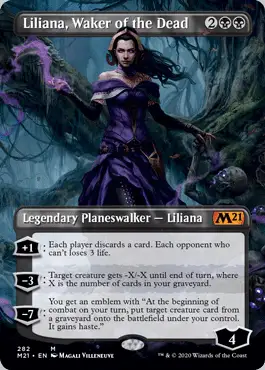 Liliana, Waker of the Dead 2
M21
Legendary Planeswalker — Liliana
+1 : Each player discards a card. Each opponent who
can't loses 3 life.
-3 : Target creature gets -X/-X until end of turn, where
X is the number of cards in your graveyard.
You get an emblem with "At the beginning of
-7 : combat on your turn, put target creature card
from a graveyard onto the battlefield under your control.
It gains haste."
4
282 M
M21 • EN MAGALI VILLENEUVE
™ & © 2020 Wizards of the Coast